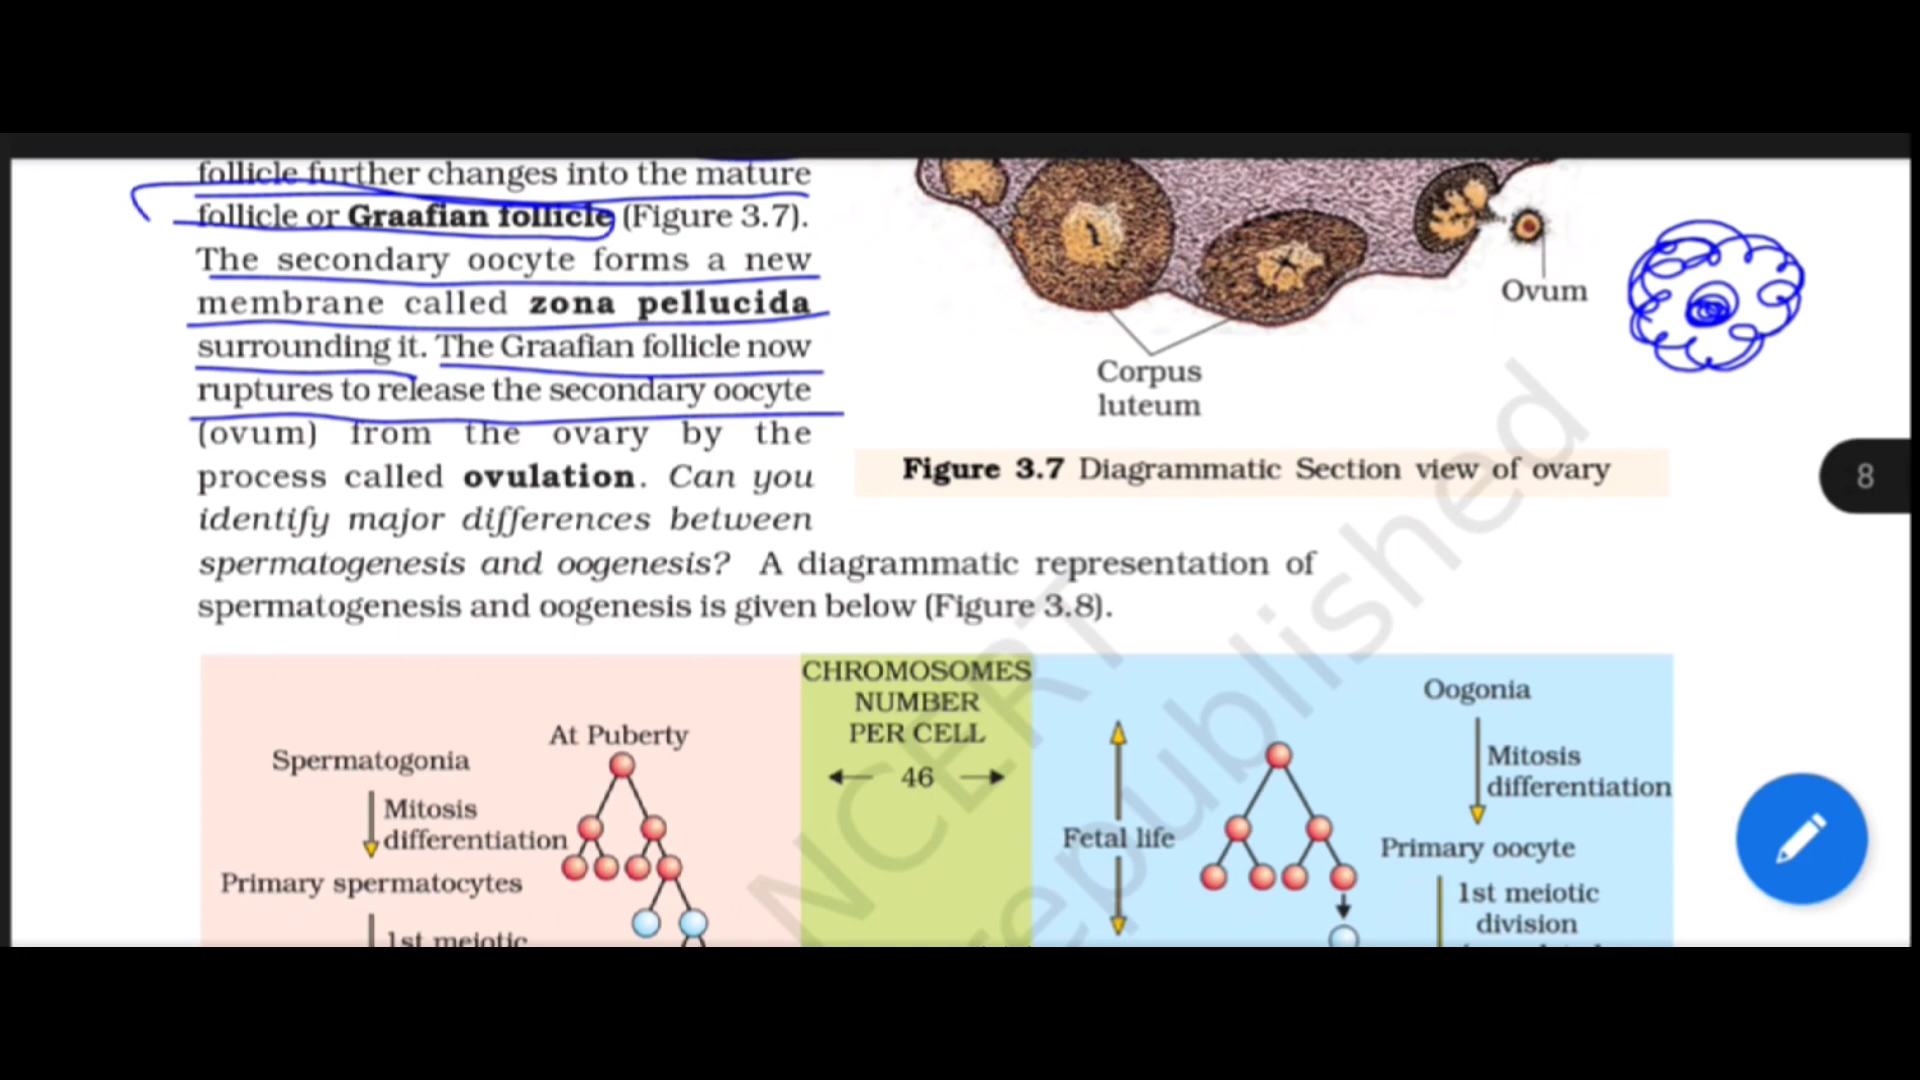 follicle further changes into the mature
follicle or Graafian follicle (Figure 3.7).
The secondary oocyte forms a new
membrane called zona pellucida
surrounding it. The Graafian follicle now
ruptures to release the secondary oocyte
(ovum) from the ovary by the
process called ovulation. Can you
identify major differences between
spermatogenesis and oogenesis? A diagrammatic representation of
spermatogenesis and oogenesis is given below (Figure 3.8).
Ovum
Corpus
luteum
Figure 3.7 Diagrammatic Section view of ovary
8
At Puberty
Spermatogonia
Mitosis
differentiation
Primary spermatocytes
1st meiotic
CHROMOSOMES
NUMBER
PER CELL
46
Fetal life
Oogonia
Mitosis
differentiation
Primary oocyte
1st meiotic
division
NCERT
republished